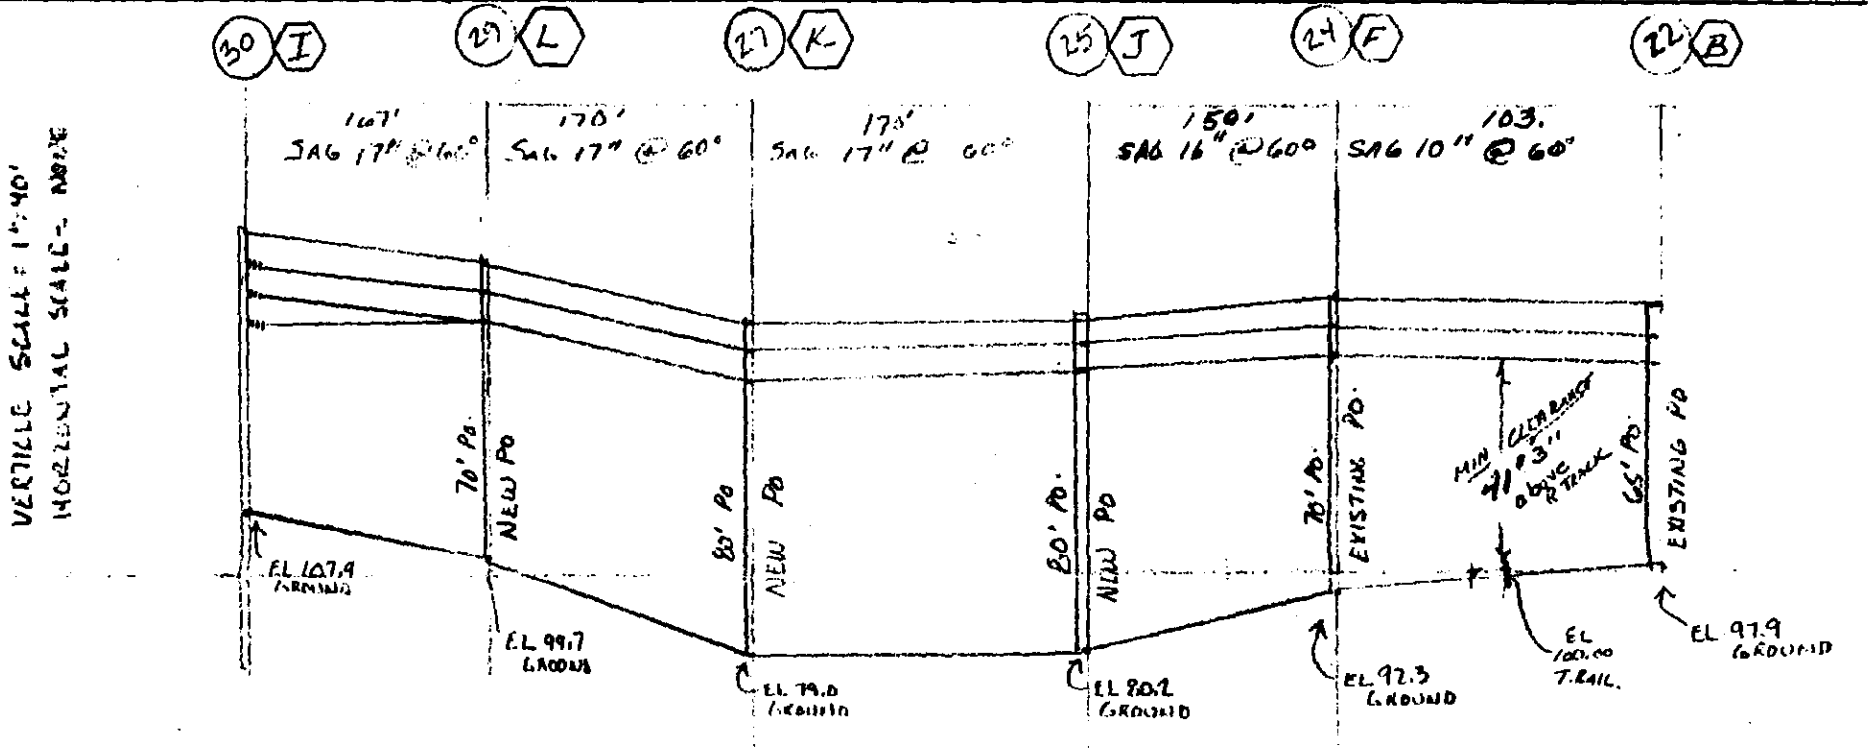 30 I
29 L
27 K
25 J
24 F
22 B
167'
SAG 17" @ 60°
170'
SAG 17" @ 60°
SAG 17" @ 60°
150'
SAG 16" @ 60°
103.
SAG 10" @ 60°
VERTICLE SCALE = 1":40'
HORIZONTAL SCALE - NONE
70' PO.
NEW PO
80' PO
NEW PO
80' PO.
NEW PO
70' PO.
EXISTING PO.
MIN CLEARANCE
41' 3"
above
R TRACK
65' PO
EXISTING PO
EL 107.9
GROUND
EL 99.7
GROUND
EL 79.0
GROUND
EL 80.2
GROUND
EL 92.3
GROUND
EL
100.00
T.RAIL.
EL 97.9
GROUND